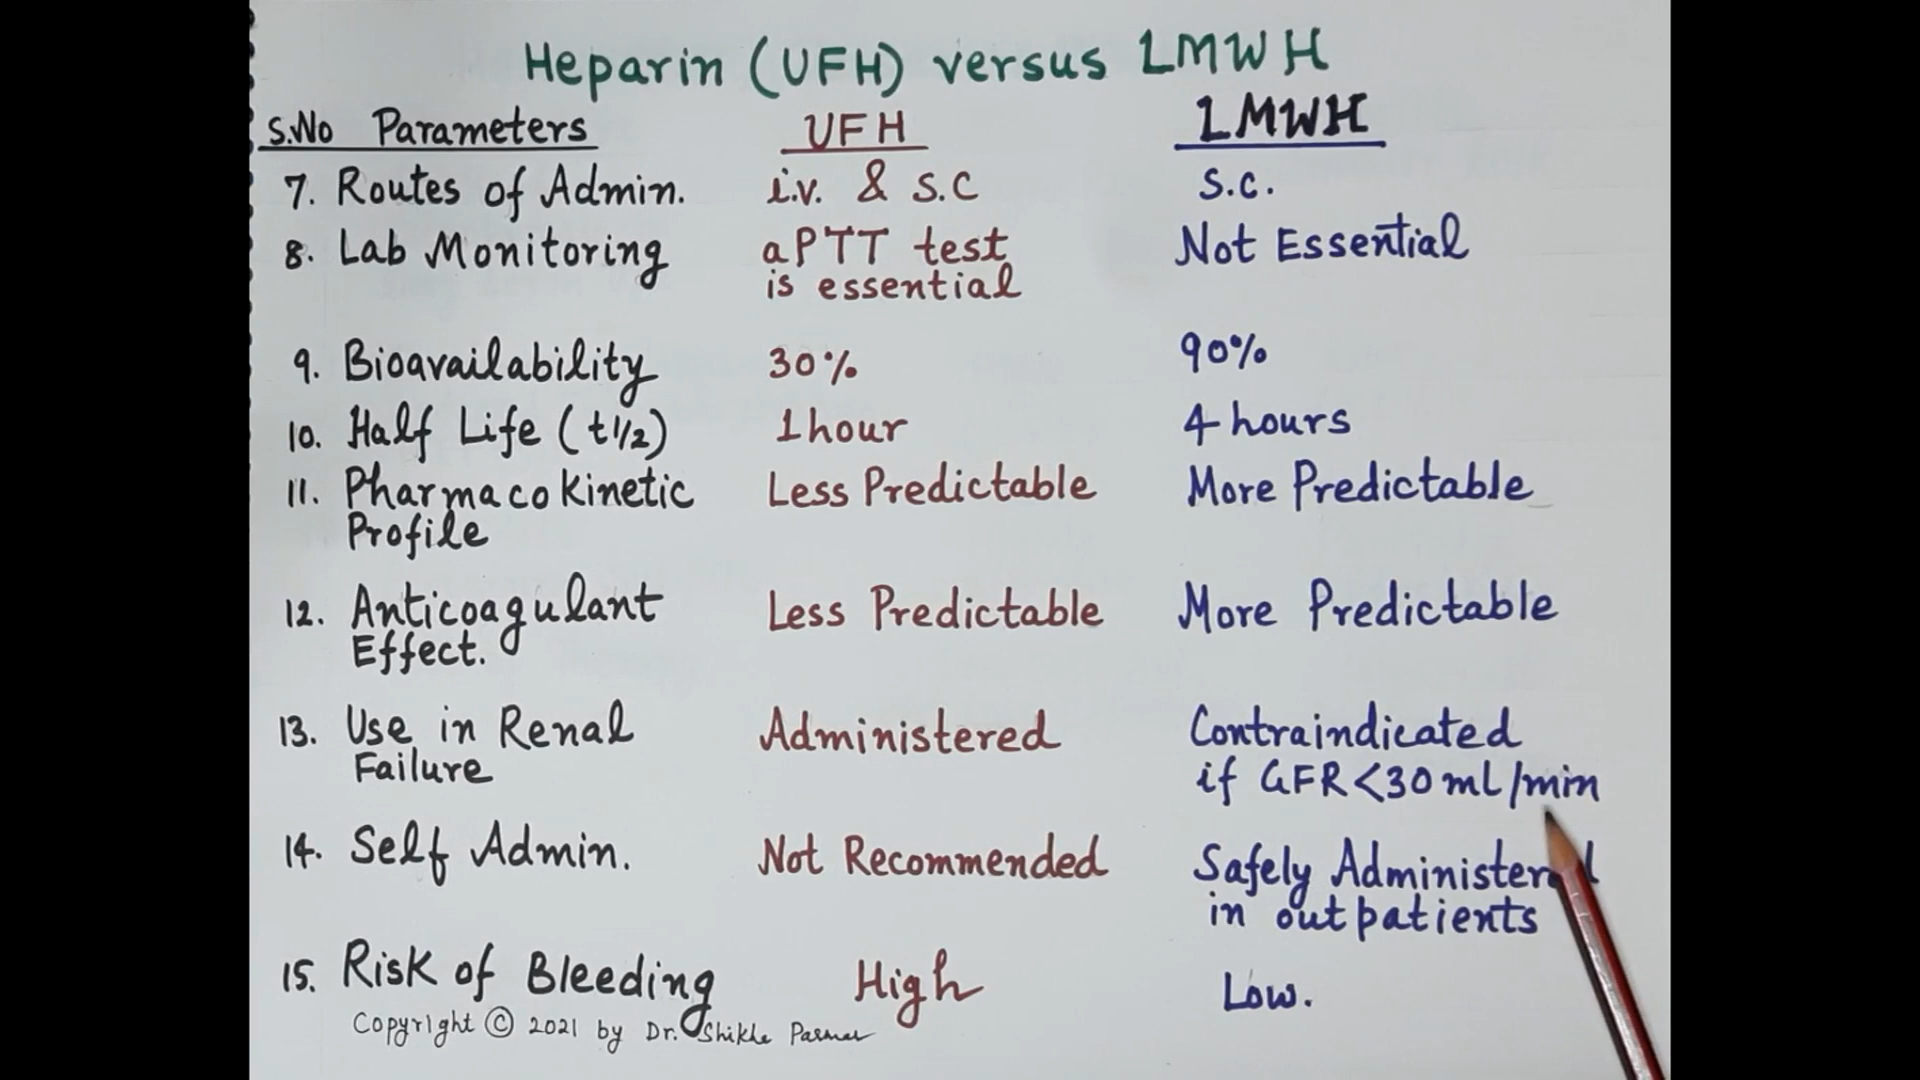 Heparin (UFH) versus LMWH
S.No Parameters UFH LMWH
7. Routes of Admin. i.v. & S.C S.C.
8. Lab Monitoring aPTT test Not Essential
is essential
9. Bioavailability 30% 90%
10. Half Life (t1/2) 1 hour 4 hours
11. Pharmacokinetic Less Predictable More Predictable
Profile
12. Anticoagulant Less Predictable More Predictable
Effect.
13. Use in Renal Administered Contraindicated
Failure if GFR<30 ml/min
14. Self Admin. Not Recommended Safely Administered
in outpatients
15. Risk of Bleeding High Low.
Copyright © 2021 by Dr. Shikha Parmar